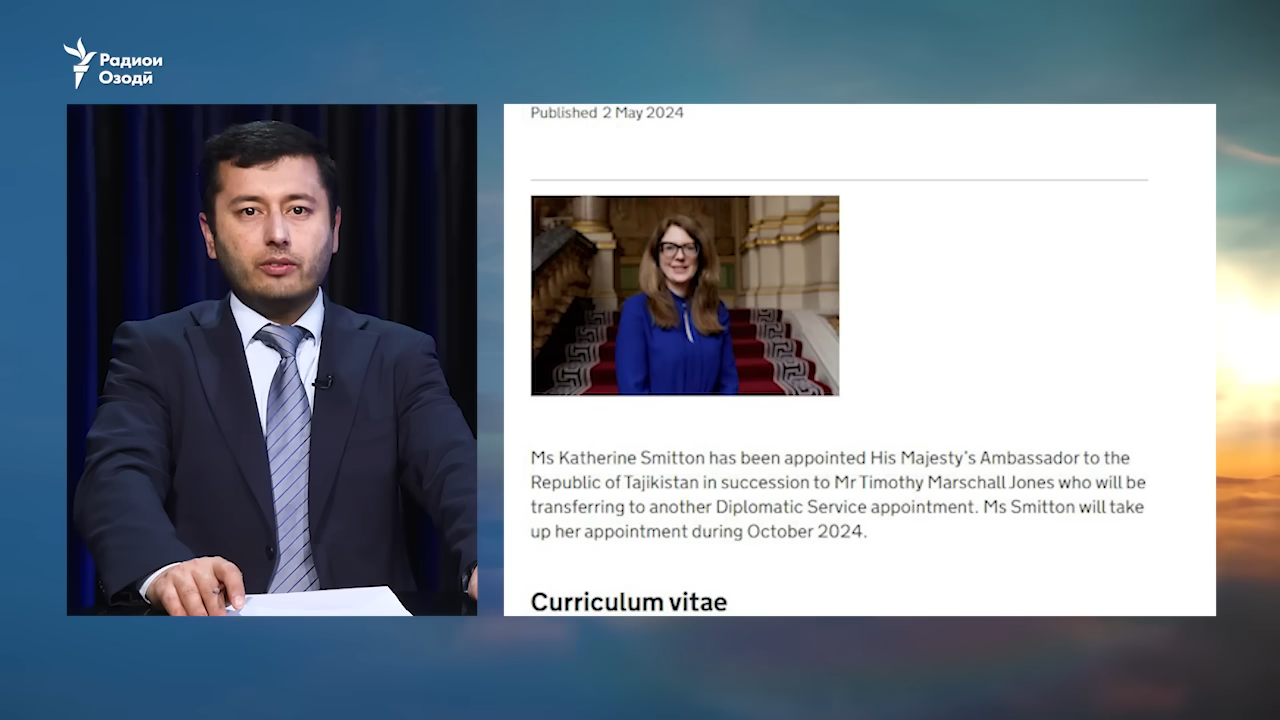 Радиои
Озодӣ
Published 2 May 2024
Ms Katherine Smitton has been appointed His Majesty's Ambassador to the
Republic of Tajikistan in succession to Mr Timothy Marschall Jones who will be
transferring to another Diplomatic Service appointment. Ms Smitton will take
up her appointment during October 2024.
Curriculum vitae